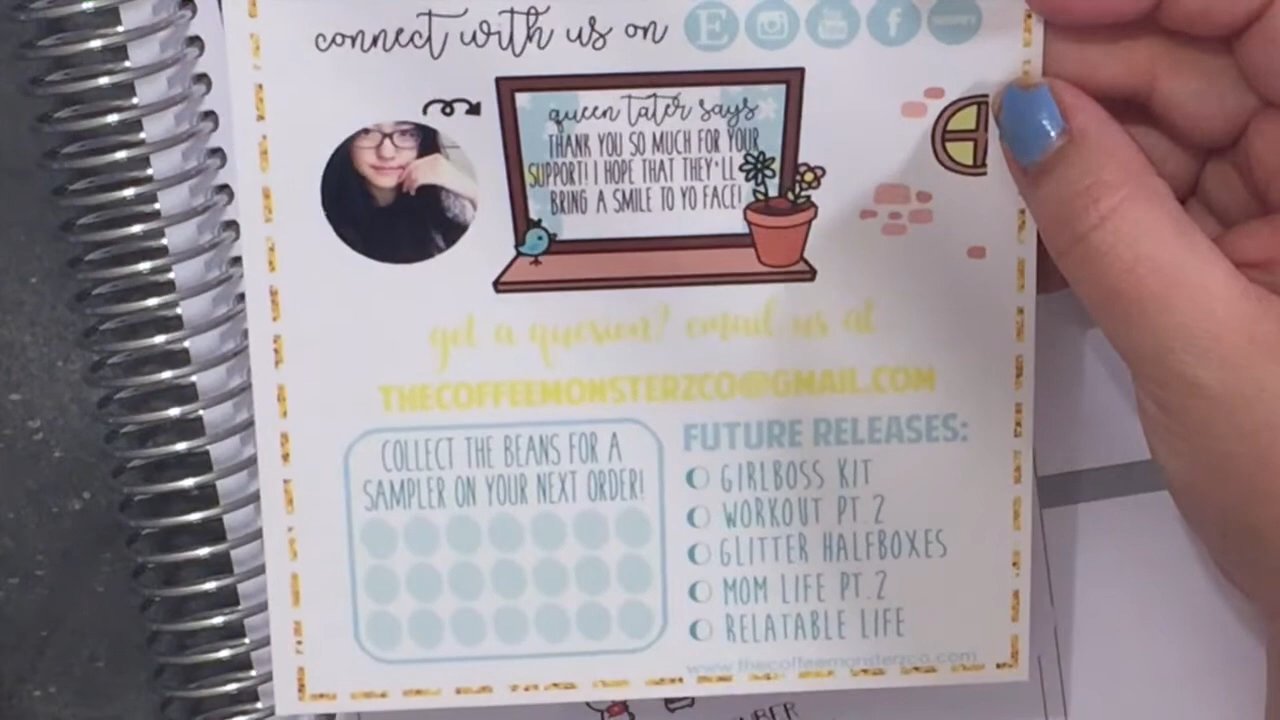 connect with us on
queen tater says
THANK YOU SO MUCH FOR YOUR
SUPPORT! I HOPE THAT THEY'LL
BRING A SMILE TO YO FACE!
got a quesion? email us at
THECOFFEEMONSTERZCO@GMAIL.COM
COLLECT THE BEANS FOR A
SAMPLER ON YOUR NEXT ORDER!
FUTURE RELEASES:
GIRLBOSS KIT
WORKOUT PT.2
GLITTER HALFBOXES
MOM LIFE PT.2
RELATABLE LIFE
www.thecoffeemonsterzco.com